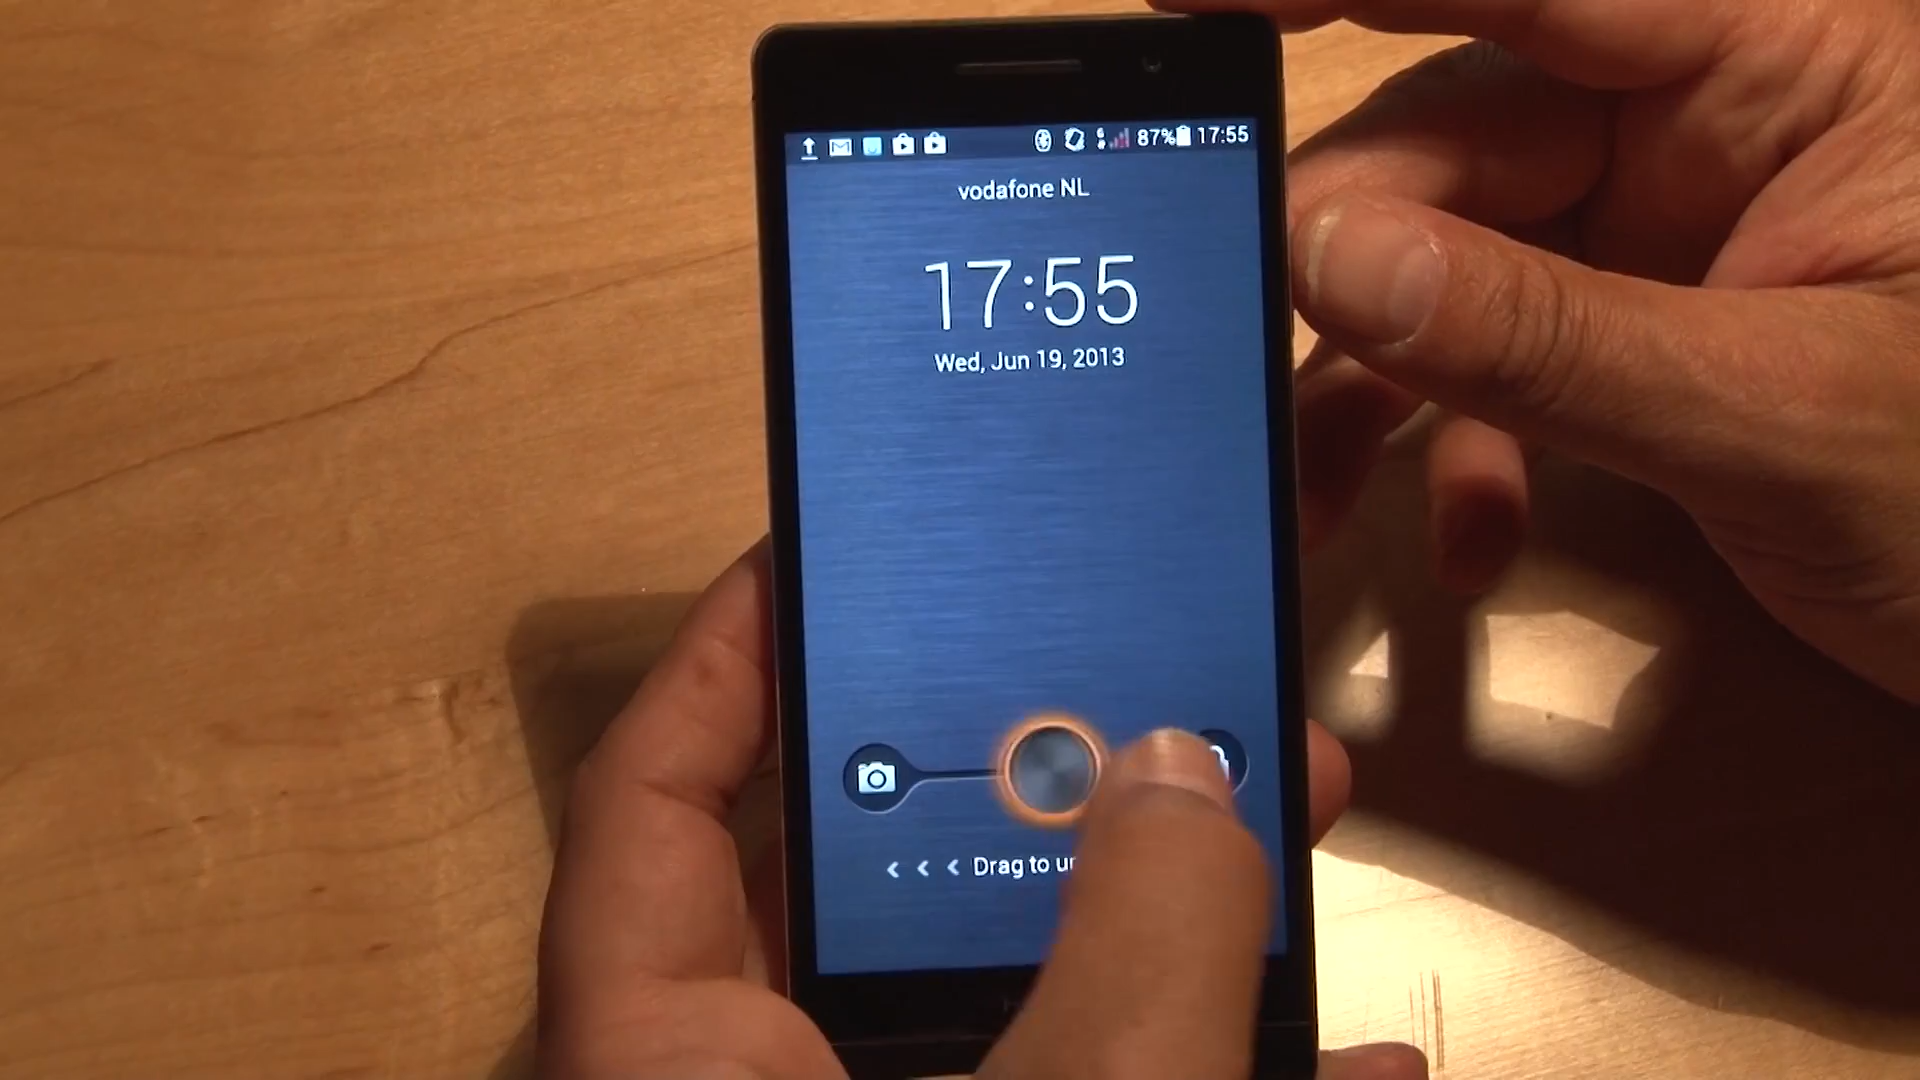 87% 17:55
vodafone NL
17:55
Wed, Jun 19, 2013
Drag to